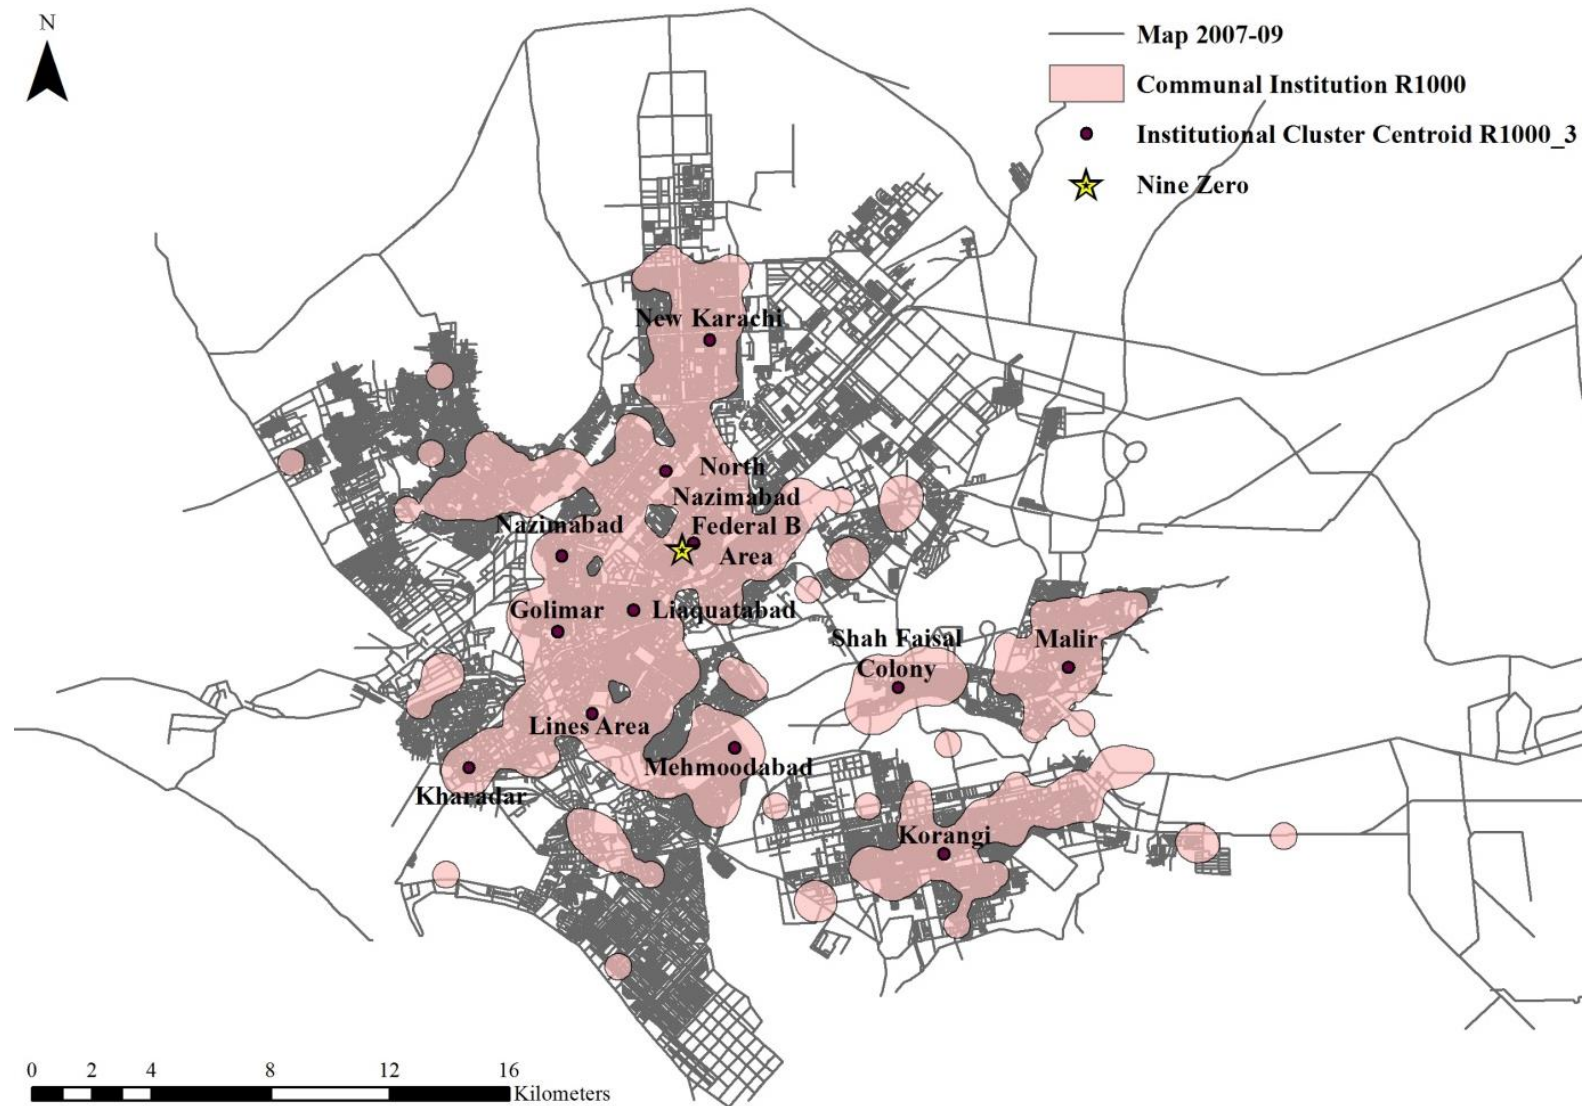 N
Map 2007-09
Communal Institution R1000
Institutional Cluster Centroid R1000_3
Nine Zero
New Karachi
North
Nazimabad
Nazimabad
Federal B
Area
Golimar
Liaquatabad
Shah Faisal
Colony
Malir
Lines Area
Mehmoodabad
Kharadar
Korangi
0 2 4 8 12 16
Kilometers